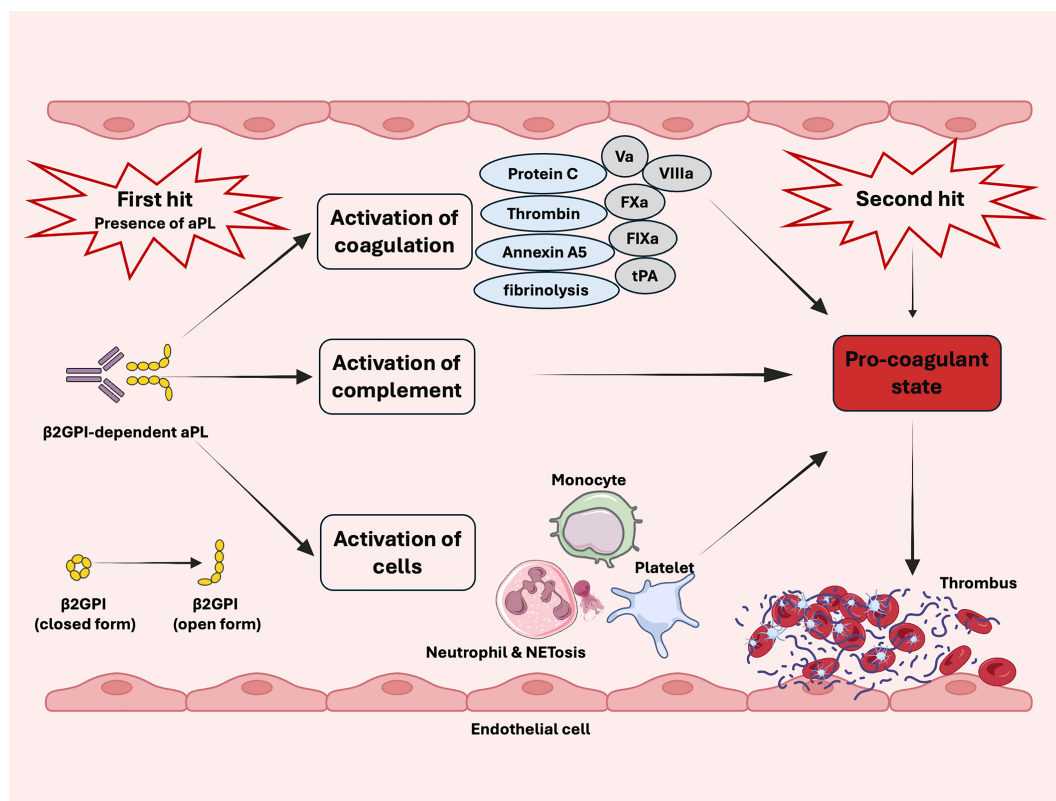 First hit
Presence of aPL
Activation of
coagulation
Protein C
Thrombin
Annexin A5
fibrinolysis
Va
VIIIa
FXa
FIXa
tPA
Second hit
β2GPI-dependent aPL
Activation of
complement
Pro-coagulant
state
β2GPI
(closed form)
β2GPI
(open form)
Activation of
cells
Monocyte
Platelet
Neutrophil & NETosis
Thrombus
Endothelial cell